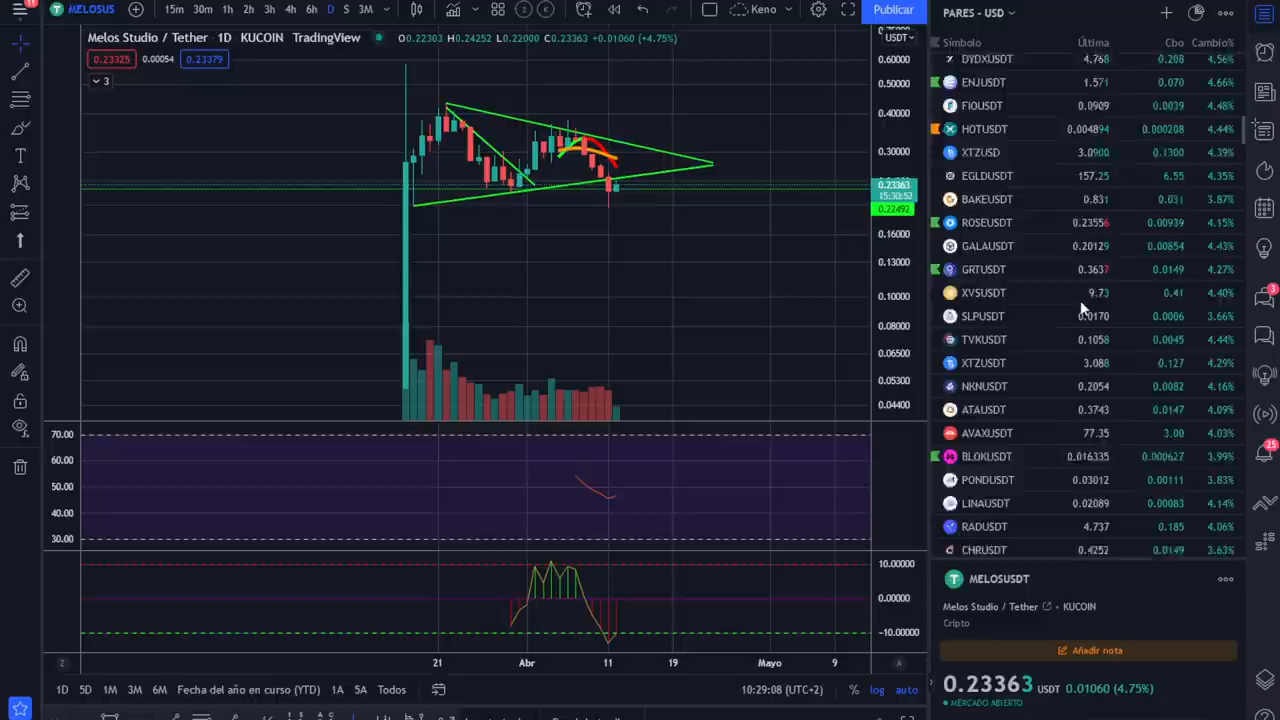 11
MELOSUS
15m 30m 1h 2h 3h 4h 6h D S 3M
2 K
Keno
Publicar
Melos Studio / Tether · 1D · KUCOIN TradingView
O0.22303 H0.24252 L0.22000 C0.23363 +0.01060 (+4.75%)
USDT
0.23325 0.00054 0.23379
3
0.60000
0.50000
0.40000
0.30000
0.23363
15:30:52
0.22492
0.16000
0.13000
0.10000
0.08000
0.06500
0.05300
0.04400
70.00
60.00
50.00
40.00
30.00
10.00000
0.00000
-10.00000
Z 21 Abr 11 19 Mayo 9 A
1D 5D 1M 3M 6M Fecha del año en curso (YTD) 1A 5A Todos
10:29:08 (UTC+2) % log auto
PARES - USD
Símbolo Última Cbo Cambio%
DYDXUSDT 4.768 0.208 4.56%
ENJUSDT 1.571 0.070 4.66%
FIOUSDT 0.0909 0.0039 4.48%
HOTUSDT 0.004894 0.000208 4.44%
XTZUSD 3.0900 0.1300 4.39%
EGLDUSDT 157.25 6.55 4.35%
BAKEUSDT 0.831 0.031 3.87%
ROSEUSDT 0.23556 0.00939 4.15%
GALAUSDT 0.20129 0.00854 4.43%
GRTUSDT 0.3637 0.0149 4.27%
XVSUSDT 9.73 0.41 4.40%
SLPUSDT 0.0170 0.0006 3.66%
TVKUSDT 0.1058 0.0045 4.44%
XTZUSDT 3.088 0.127 4.29%
NKNUSDT 0.2054 0.0082 4.16%
ATAUSDT 0.3743 0.0147 4.09%
AVAXUSDT 77.35 3.00 4.03%
BLOKUSDT 0.016335 0.000627 3.99%
PONDUSDT 0.03012 0.00111 3.83%
LINAUSDT 0.02089 0.00083 4.14%
RADUSDT 4.737 0.185 4.06%
CHRUSDT 0.4252 0.0149 3.63%
MELOSUSDT
Melos Studio / Tether · KUCOIN
Cripto
Añadir nota
0.23363 USDT 0.01060 (4.75%)
MERCADO ABIERTO
3
25